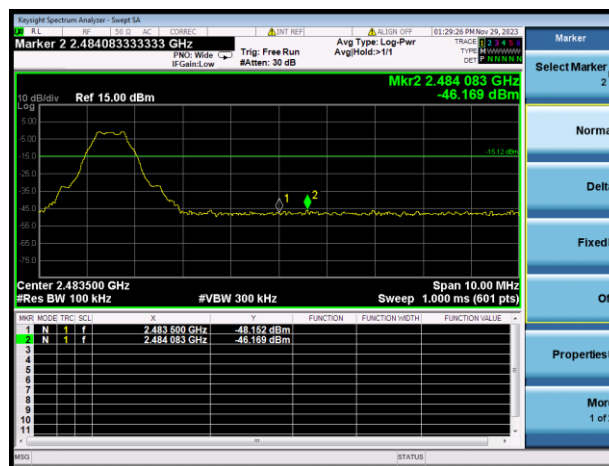 Keysight Spectrum Analyzer - Swept SA
RL RF 50 Ω AC CORREC INT REF ALIGN OFF 01:29:26 PM Nov 29, 2023
Marker 2 2.484083333333 GHz
PNO: Wide
IFGain:Low
Trig: Free Run
#Atten: 30 dB
Avg Type: Log-Pwr
Avg|Hold:>1/1
TRACE 1 2 3 4 5 6
TYPE M W W W W W
DET P N N N N N
Mkr2 2.484 083 GHz
-46.169 dBm
10 dB/div Ref 15.00 dBm
Log
5.00
-5.00
-15.0
-15.12 dBm
-25.0
-35.0
-45.0
1
2
-55.0
-65.0
-75.0
Center 2.483500 GHz Span 10.00 MHz
#Res BW 100 kHz #VBW 300 kHz Sweep 1.000 ms (601 pts)
MKR MODE TRC SCL X Y FUNCTION FUNCTION WIDTH FUNCTION VALUE
1 N 1 f 2.483 500 GHz -48.152 dBm
2 N 1 f 2.484 083 GHz -46.169 dBm
3
4
5
6
7
8
9
10
11
MSG STATUS
Marker
Select Marker
2
Norma
Delt
Fixed
Of
Properties
Mor
1 of